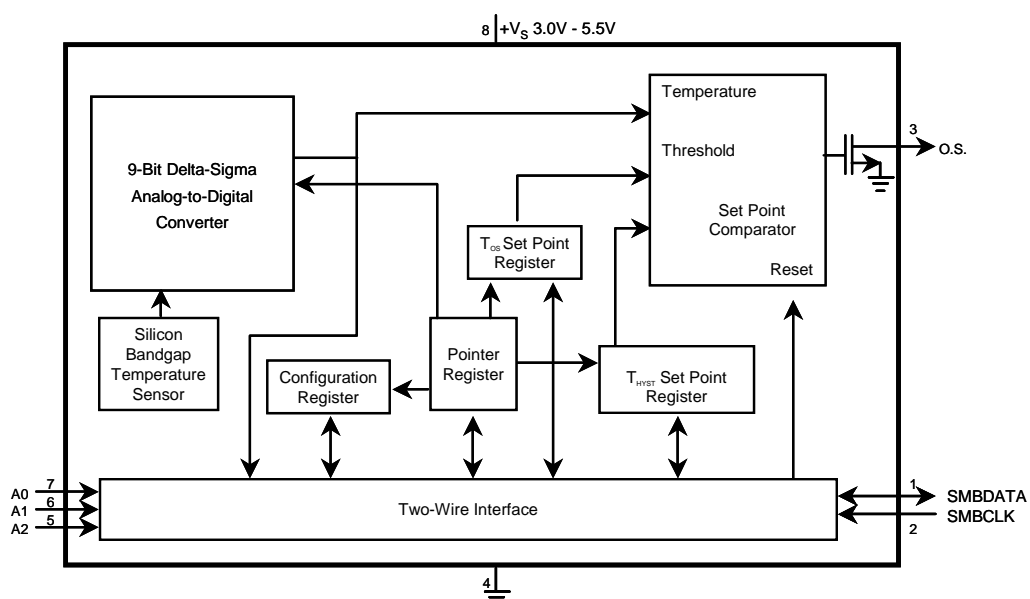 8 +VS 3.0V - 5.5V
Temperature
Threshold
Set Point
Comparator
Reset
3
O.S.
9-Bit Delta-Sigma
Analog-to-Digital
Converter
TOS Set Point
Register
Silicon
Bandgap
Temperature
Sensor
Configuration
Register
Pointer
Register
THYST Set Point
Register
Two-Wire Interface
A0 7
A1 6
A2 5
1 SMBDATA
SMBCLK
2
4